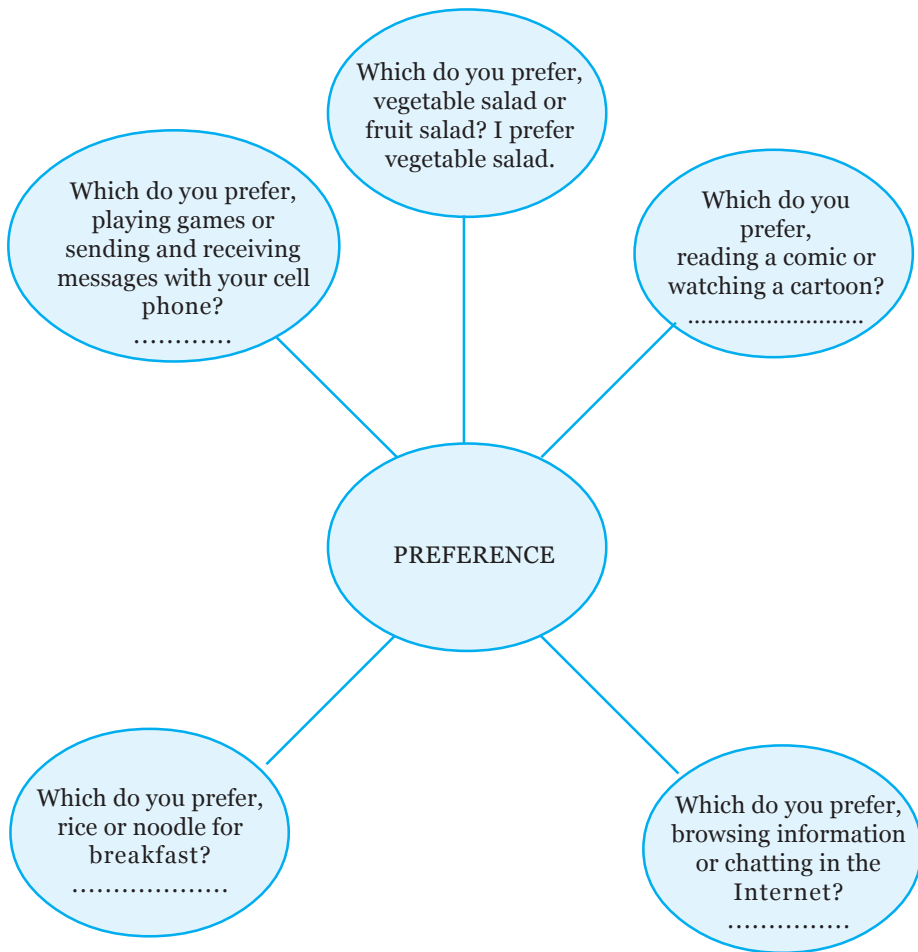 Which do you prefer,
vegetable salad or
fruit salad? I prefer
vegetable salad.
Which do you prefer,
playing games or
sending and receiving
messages with your cell
phone?
............
Which do you
prefer,
reading a comic or
watching a cartoon?
...........................
PREFERENCE
Which do you prefer,
rice or noodle for
breakfast?
...................
Which do you prefer,
browsing information
or chatting in the
Internet?
...............